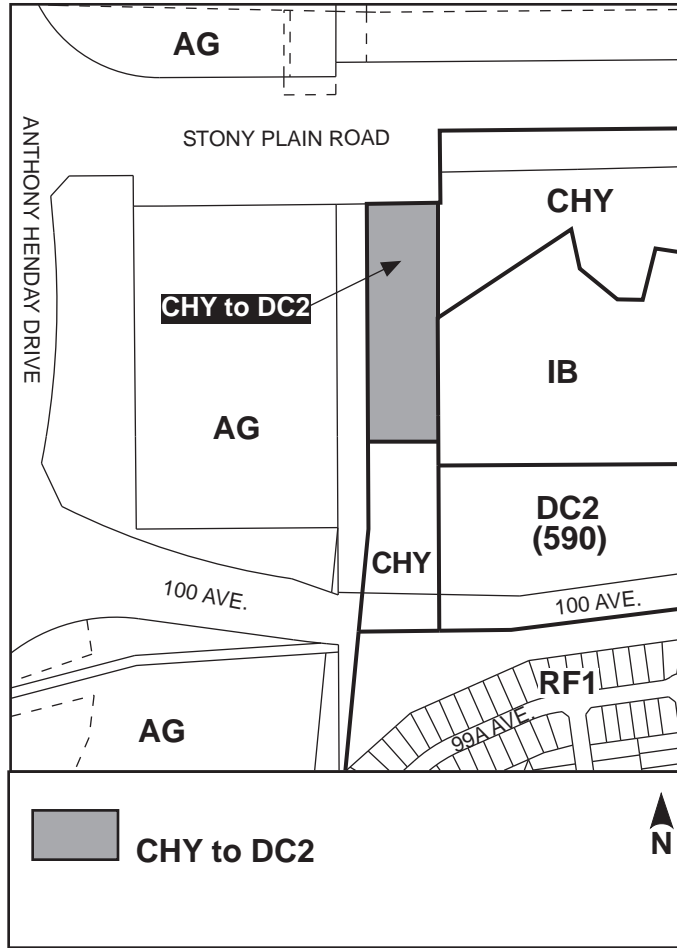 AG
STONY PLAIN ROAD
ANTHONY HENDAY DRIVE
CHY
CHY to DC2
IB
AG
DC2
(590)
CHY
100 AVE.
100 AVE.
RF1
99A AVE.
AG
CHY to DC2
N